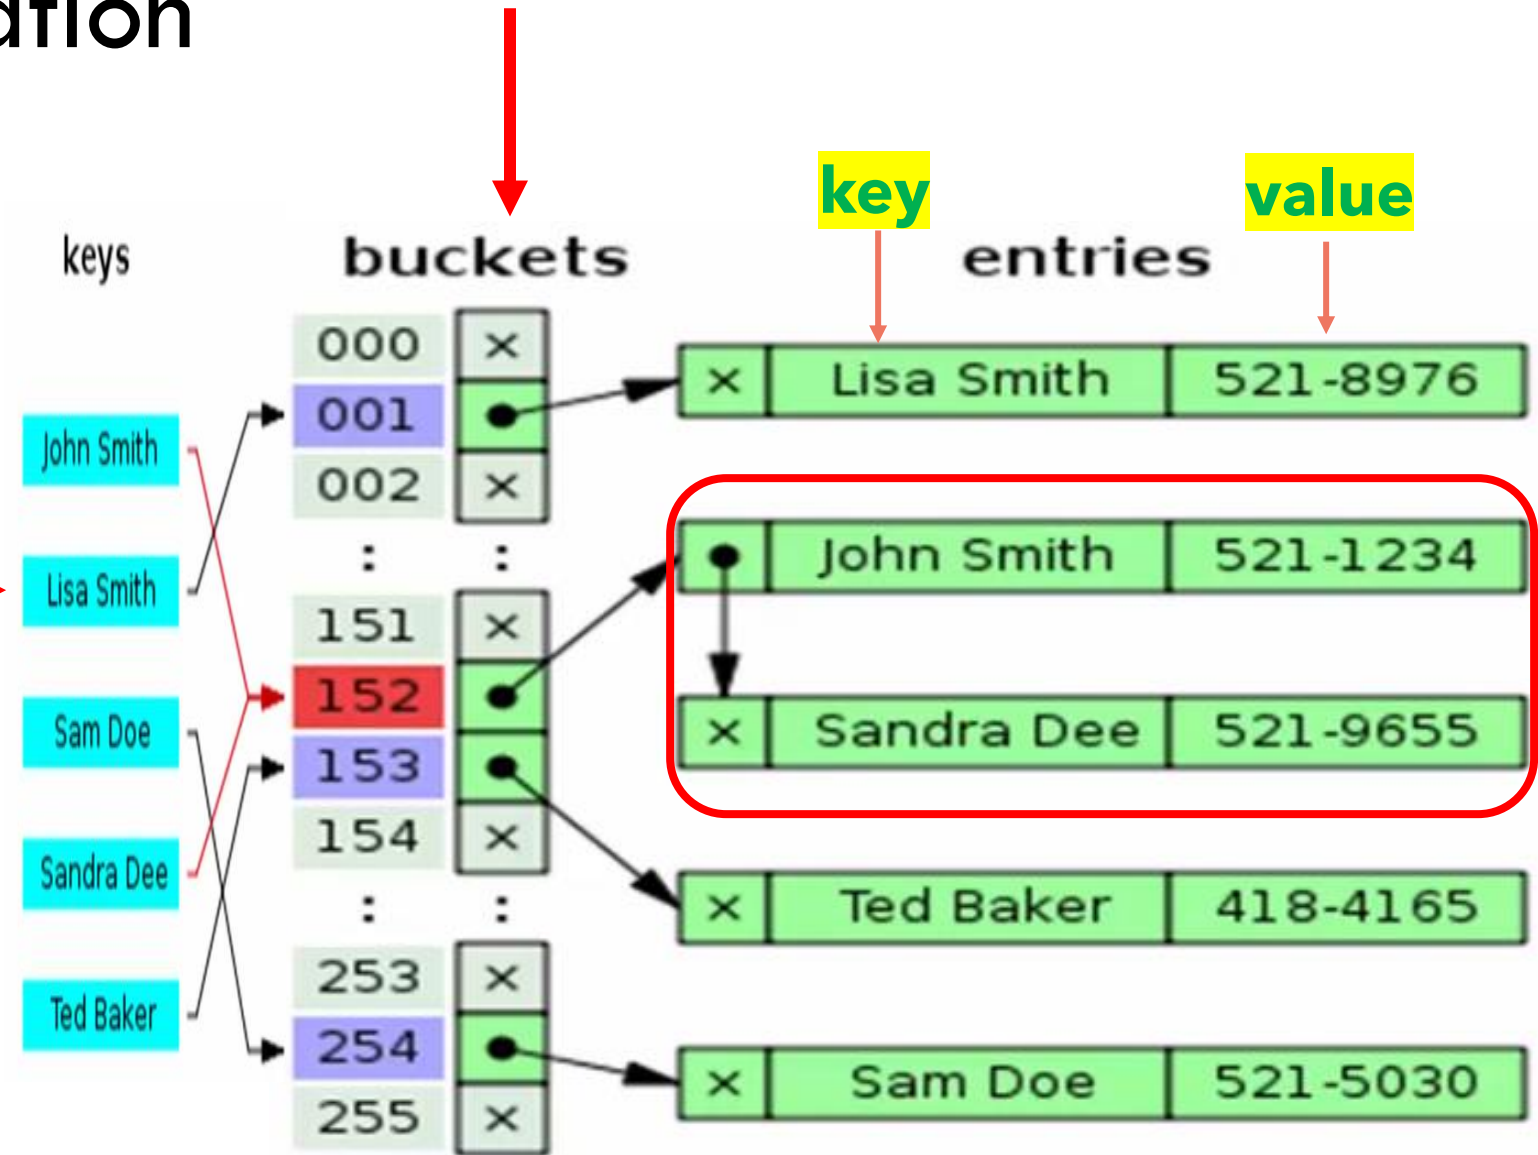 key value
keys buckets entries
000 ×
× Lisa Smith 521-8976
001
John Smith
002 ×
: :
× John Smith 521-1234
Lisa Smith
151 ×
152
Sam Doe
× Sandra Dee 521-9655
153
154 ×
Sandra Dee
: :
× Ted Baker 418-4165
253 ×
Ted Baker
254
× Sam Doe 521-5030
255 ×